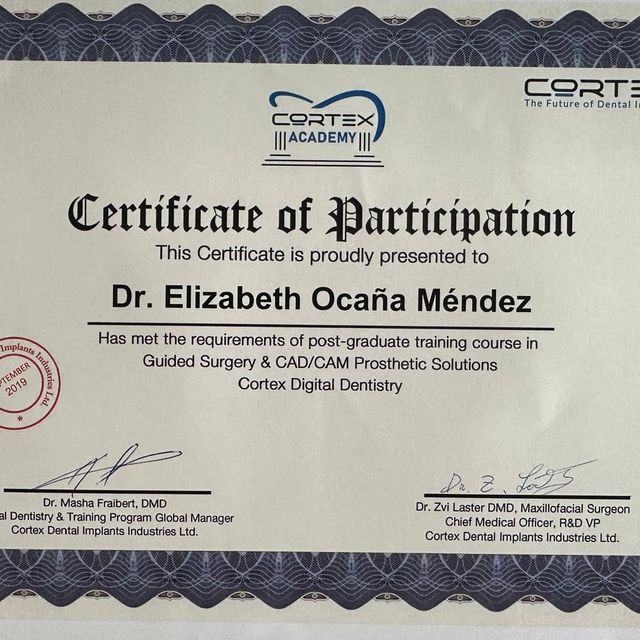 CORTEX
ACADEMY
CORTE
The Future of Dental
Certificate of Participation
This Certificate is proudly presented to
Dr. Elizabeth Ocaña Méndez
Has met the requirements of post-graduate training course in
Guided Surgery & CAD/CAM Prosthetic Solutions
Cortex Digital Dentistry
Implants Industries Ltd.
PTEMBER
2019
Dr. Z.
Dr. Masha Fraibert, DMD
al Dentistry & Training Program Global Manager
Cortex Dental Implants Industries Ltd.
Dr. Zvi Laster DMD, Maxillofacial Surgeon
Chief Medical Officer, R&D VP
Cortex Dental Implants Industries Ltd.